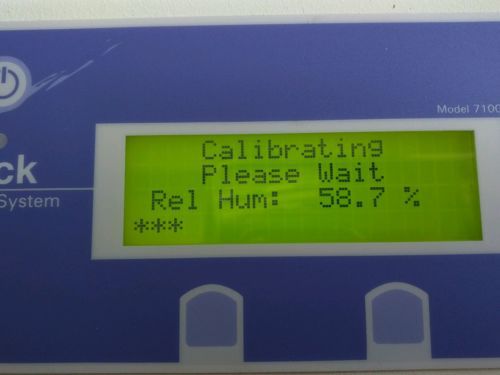 Model 7100
Calibrating
Please Wait
Rel Hum: 58.7 %
***
ck
System